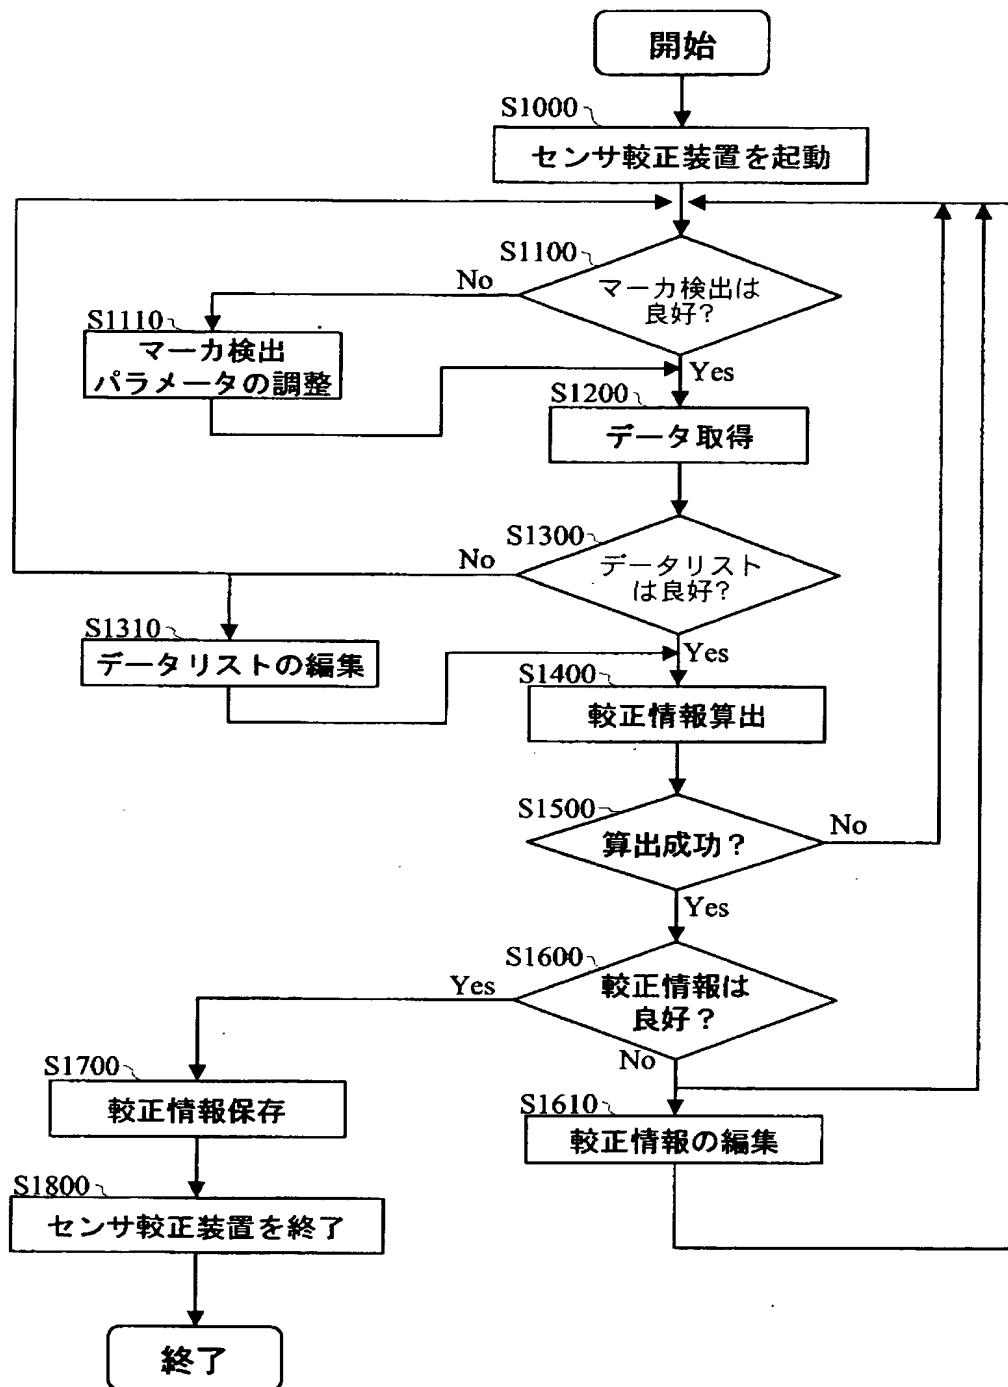 開始
S1000
センサ較正装置を起動
S1100
マーカ検出は
良好?
No
S1110
マーカ検出
パラメータの調整
Yes
S1200
データ取得
S1300
データリスト
は良好?
No
S1310
データリストの編集
Yes
S1400
較正情報算出
S1500
算出成功?
No
Yes
S1600
較正情報は
良好?
Yes
No
S1700
較正情報保存
S1610
較正情報の編集
S1800
センサ較正装置を終了
終了